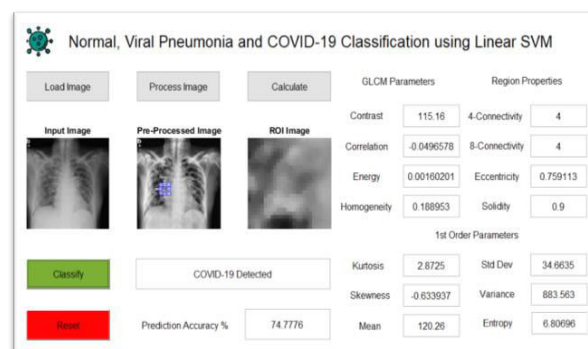 Normal, Viral Pneumonia and COVID-19 Classification using Linear SVM
Load Image
Process Image
Calculate
GLCM Parameters
Region Properties
Input Image
Pre-Processed Image
ROI Image
Contrast 115.16 4-Connectivity 4
Correlation -0.0496578 8-Connectivity 4
Energy 0.00160201 Eccentricity 0.759113
Homogeneity 0.188953 Solidity 0.9
1st Order Parameters
Classify
COVID-19 Detected
Kurtosis 2.8725 Std Dev 34.6635
Skewness -0.633937 Variance 883.563
Reset
Prediction Accuracy % 74.7776
Mean 120.26 Entropy 6.80696